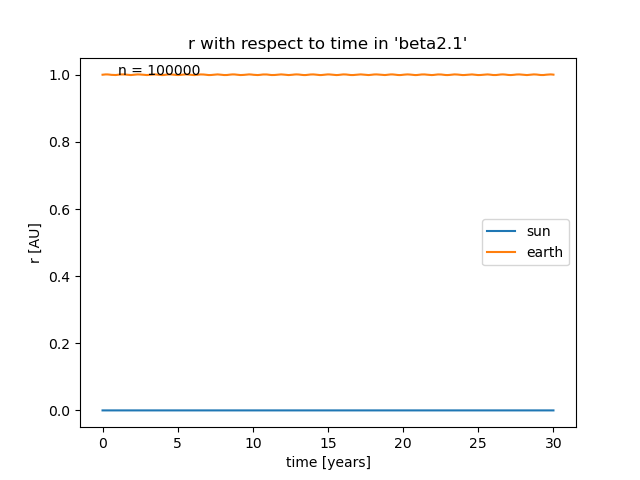 r with respect to time in 'beta2.1'
n = 100000
1.0
0.8
0.6
0.4
0.2
0.0
r [AU]
sun
earth
0 5 10 15 20 25 30
time [years]